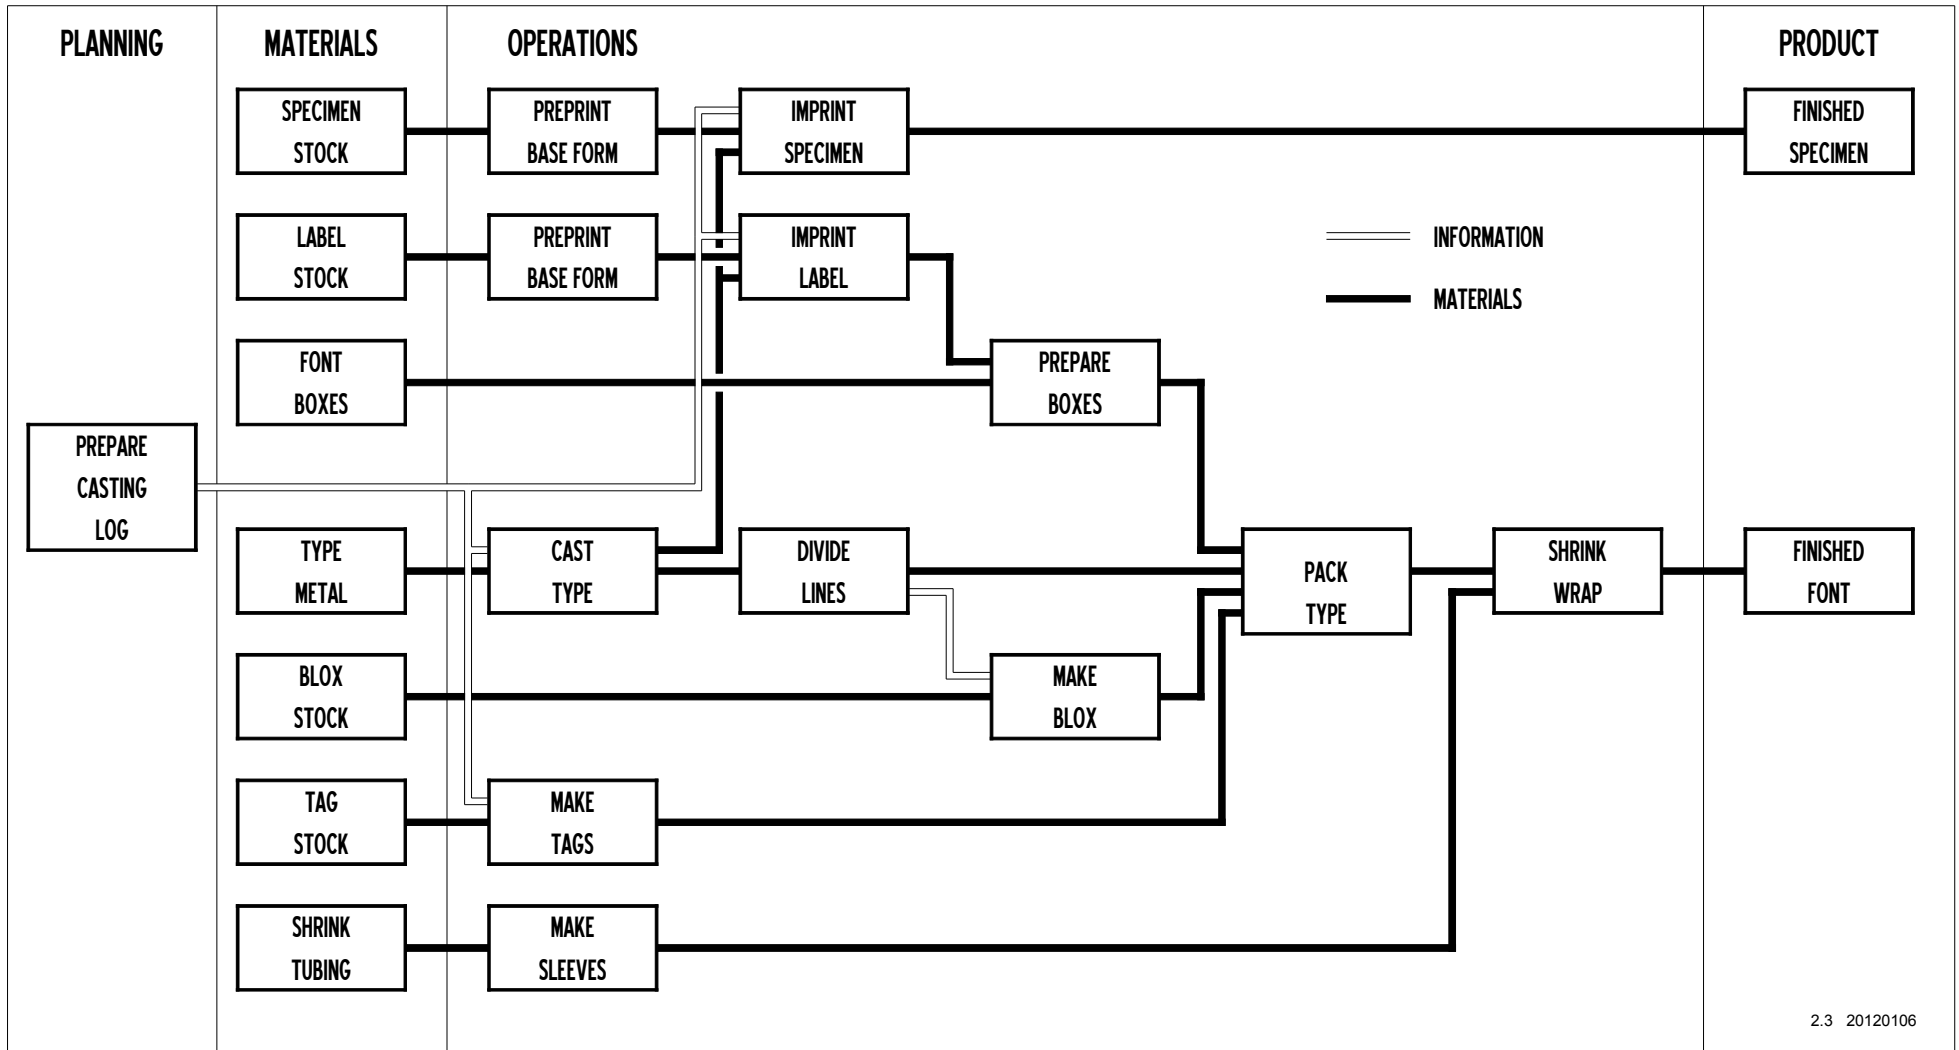 PLANNING
MATERIALS
OPERATIONS
PRODUCT
SPECIMEN
STOCK
PREPRINT
BASE FORM
IMPRINT
SPECIMEN
FINISHED
SPECIMEN
LABEL
STOCK
PREPRINT
BASE FORM
IMPRINT
LABEL
INFORMATION
MATERIALS
FONT
BOXES
PREPARE
BOXES
PREPARE
CASTING
LOG
TYPE
METAL
CAST
TYPE
DIVIDE
LINES
PACK
TYPE
SHRINK
WRAP
FINISHED
FONT
BLOX
STOCK
MAKE
BLOX
TAG
STOCK
MAKE
TAGS
SHRINK
TUBING
MAKE
SLEEVES
2.3 20120106